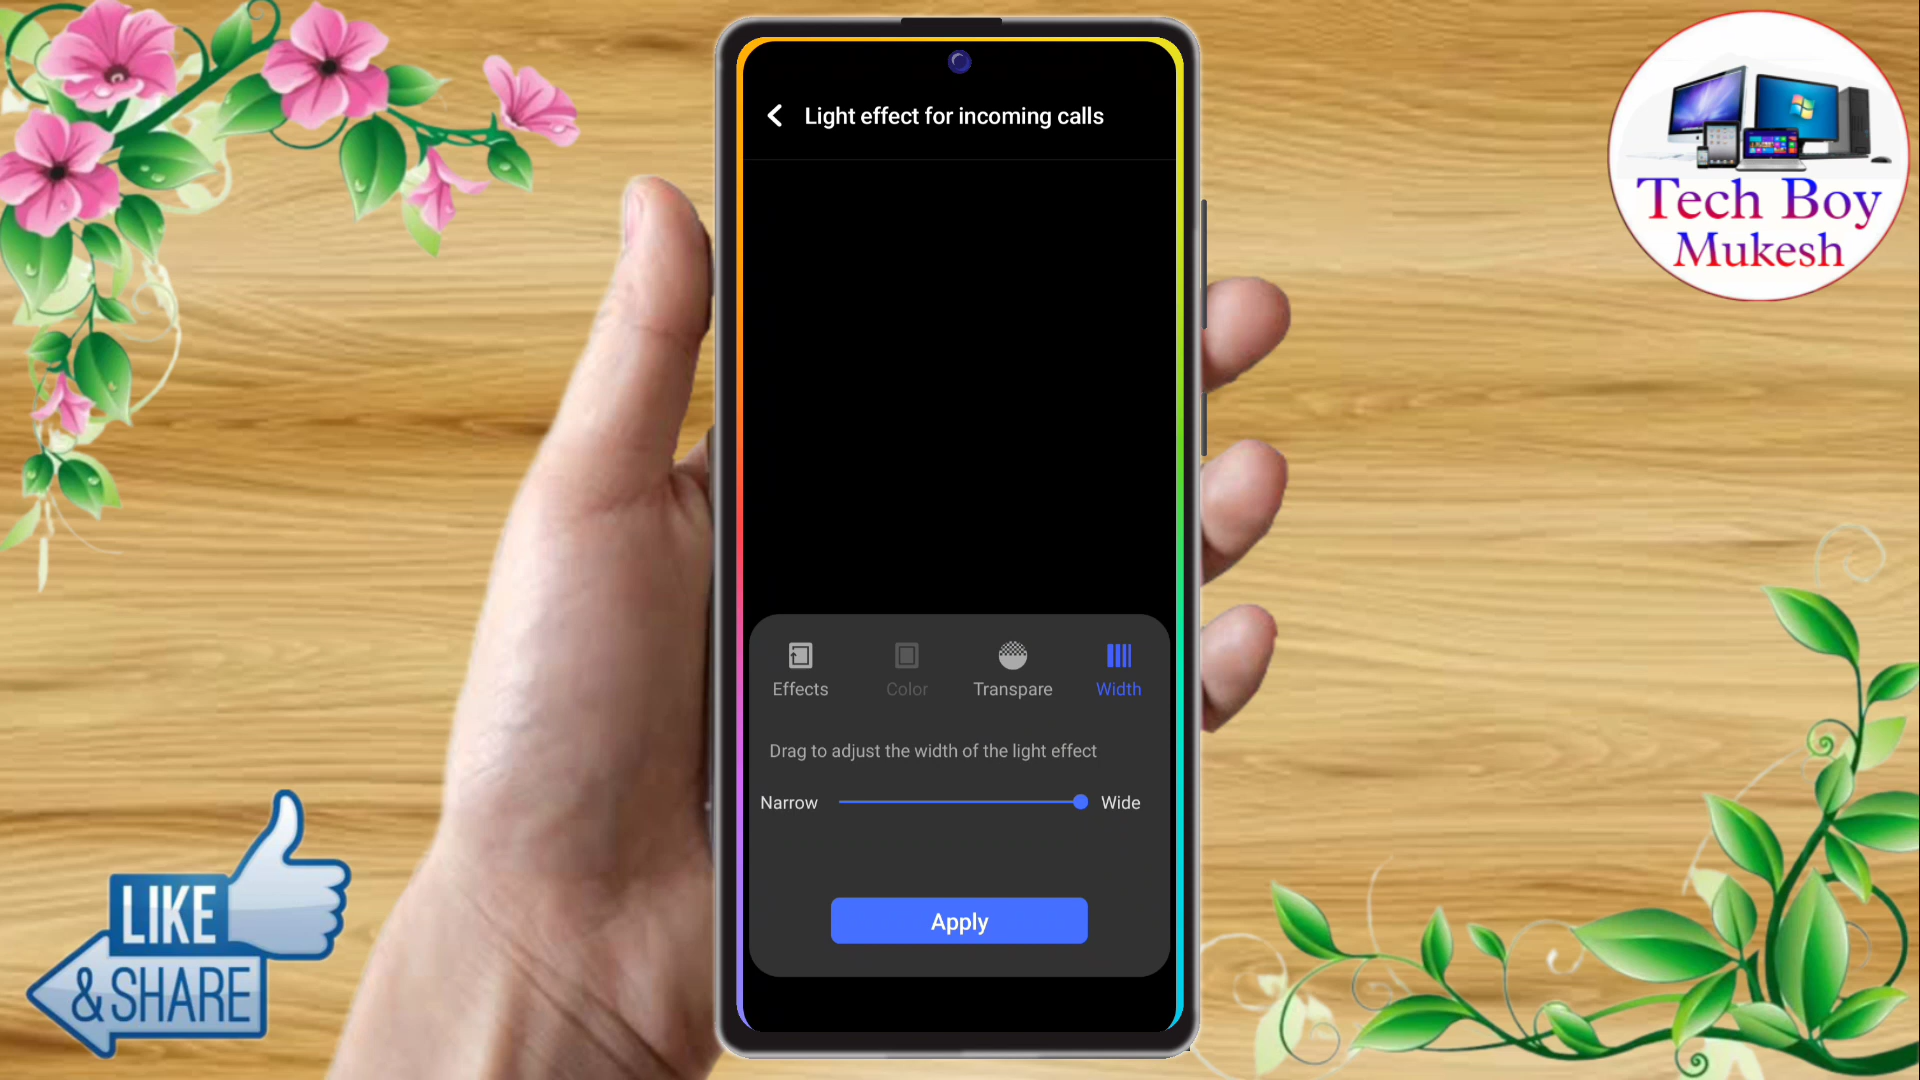 Light effect for incoming calls
Tech Boy
Mukesh
Effects
Color
Transpare
Width
Drag to adjust the width of the light effect
Narrow
Wide
Apply
LIKE
& SHARE